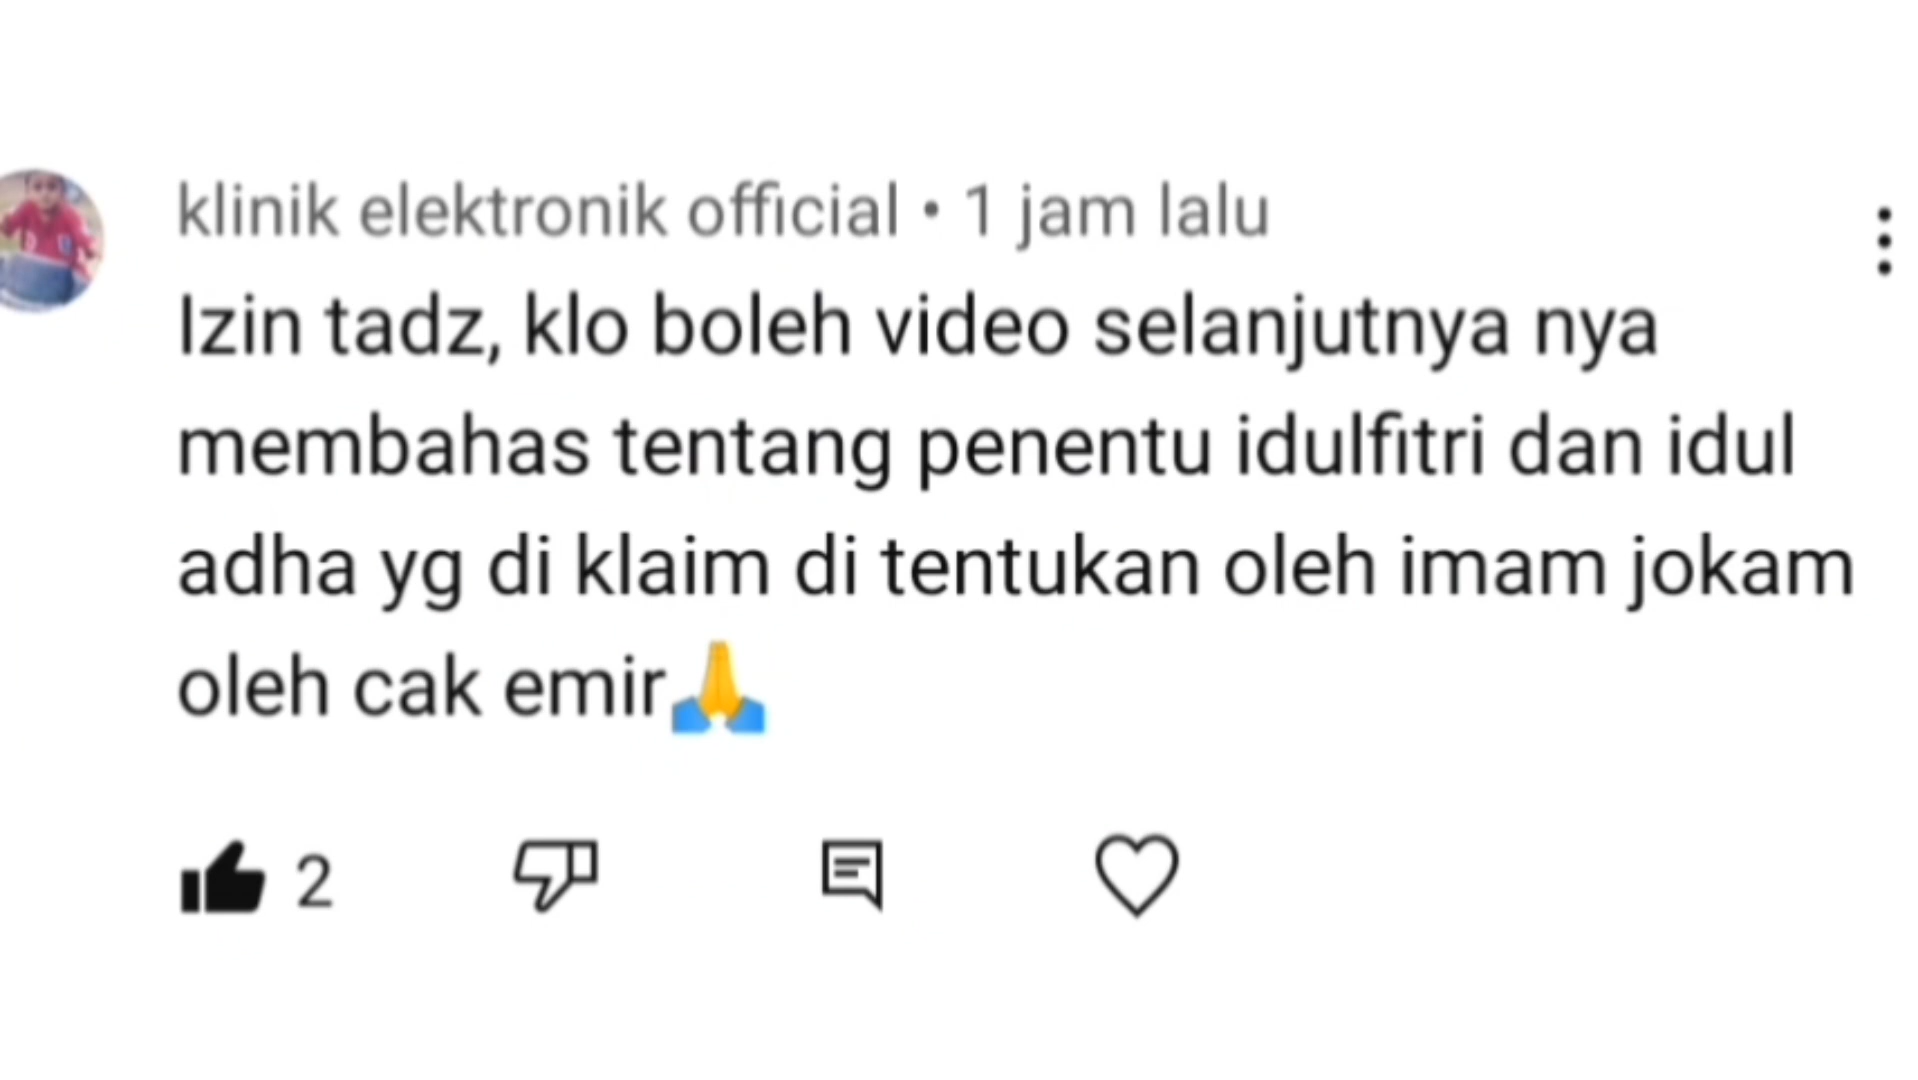 klinik elektronik official • 1 jam lalu
Izin tadz, klo boleh video selanjutnya nya
membahas tentang penentu idulfitri dan idul
adha yg di klaim di tentukan oleh imam jokam
oleh cak emir🙏
2